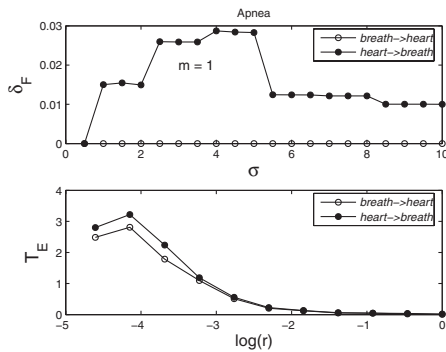 Apnea
0.03
0.02
0.01
0
δF
breath->heart
heart->breath
m = 1
0 2 4 6 8 10
σ
4
3
2
1
0
TE
breath->heart
heart->breath
-5 -4 -3 -2 -1 0
log(r)